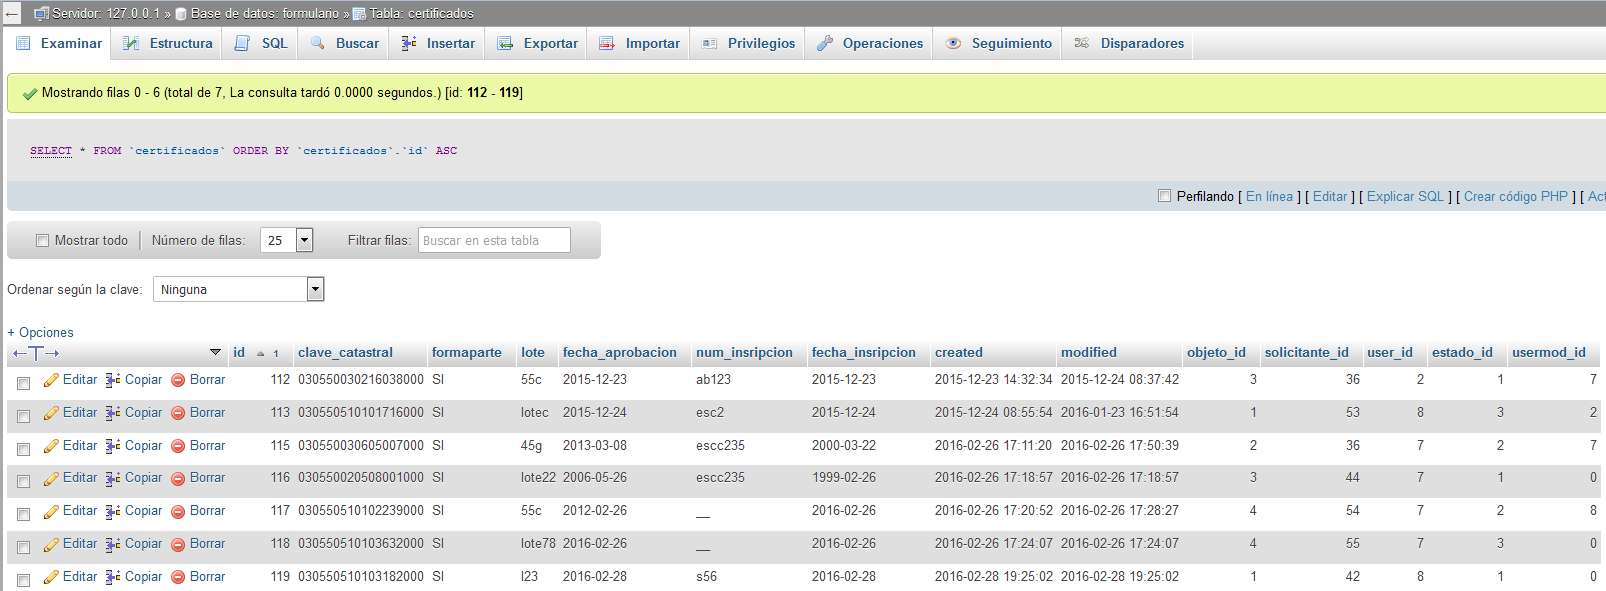 Servidor: 127.0.0.1 » Base de datos: formulario » Tabla: certificados
Examinar Estructura SQL Buscar Insertar Exportar Importar Privilegios Operaciones Seguimiento Disparadores
Mostrando filas 0 - 6 (total de 7, La consulta tardó 0.0000 segundos.) [id: 112 - 119]
SELECT * FROM `certificados` ORDER BY `certificados`.`id` ASC
Perfilando [ En línea ] [ Editar ] [ Explicar SQL ] [ Crear código PHP ] [ Act
Mostrar todo Número de filas: 25 Filtrar filas: Buscar en esta tabla
Ordenar según la clave: Ninguna
+ Opciones
←T→ id 1 clave_catastral formaparte lote fecha_aprobacion num_insripcion fecha_insripcion created modified objeto_id solicitante_id user_id estado_id usermod_id
Editar Copiar Borrar 112 030550030216038000 SI 55c 2015-12-23 ab123 2015-12-23 2015-12-23 14:32:34 2015-12-24 08:37:42 3 36 2 1 7
Editar Copiar Borrar 113 030550510101716000 SI lotec 2015-12-24 esc2 2015-12-24 2015-12-24 08:55:54 2016-01-23 16:51:54 1 53 8 3 2
Editar Copiar Borrar 115 030550030605007000 SI 45g 2013-03-08 escc235 2000-03-22 2016-02-26 17:11:20 2016-02-26 17:50:39 2 36 7 2 7
Editar Copiar Borrar 116 030550020508001000 SI lote22 2006-05-26 escc235 1999-02-26 2016-02-26 17:18:57 2016-02-26 17:18:57 3 44 7 1 0
Editar Copiar Borrar 117 030550510102239000 SI 55c 2012-02-26 __ 2016-02-26 2016-02-26 17:20:52 2016-02-26 17:28:27 4 54 7 2 8
Editar Copiar Borrar 118 030550510103632000 SI lote78 2016-02-26 __ 2016-02-26 2016-02-26 17:24:07 2016-02-26 17:24:07 4 55 7 3 0
Editar Copiar Borrar 119 030550510103182000 SI l23 2016-02-28 s56 2016-02-28 2016-02-28 19:25:02 2016-02-28 19:25:02 1 42 8 1 0